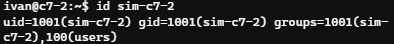 ivan@c7-2:~$ id sim-c7-2
uid=1001(sim-c7-2) gid=1001(sim-c7-2) groups=1001(sim-
c7-2),100(users)